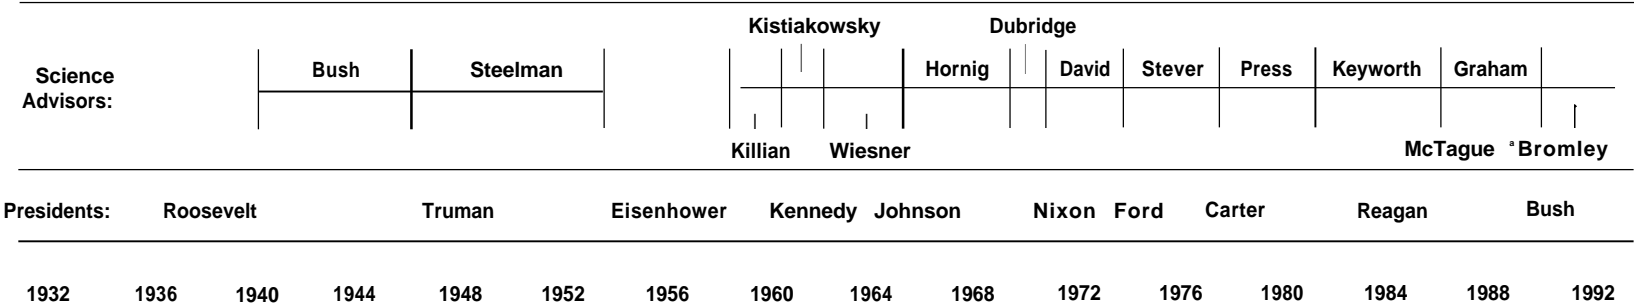 Kistiakowsky Dubridge
Science Advisors: Bush Steelman Hornig David Stever Press Keyworth Graham
Killian Wiesner McTague ᵃBromley
Presidents: Roosevelt Truman Eisenhower Kennedy Johnson Nixon Ford Carter Reagan Bush
1932 1936 1940 1944 1948 1952 1956 1960 1964 1968 1972 1976 1980 1984 1988 1992